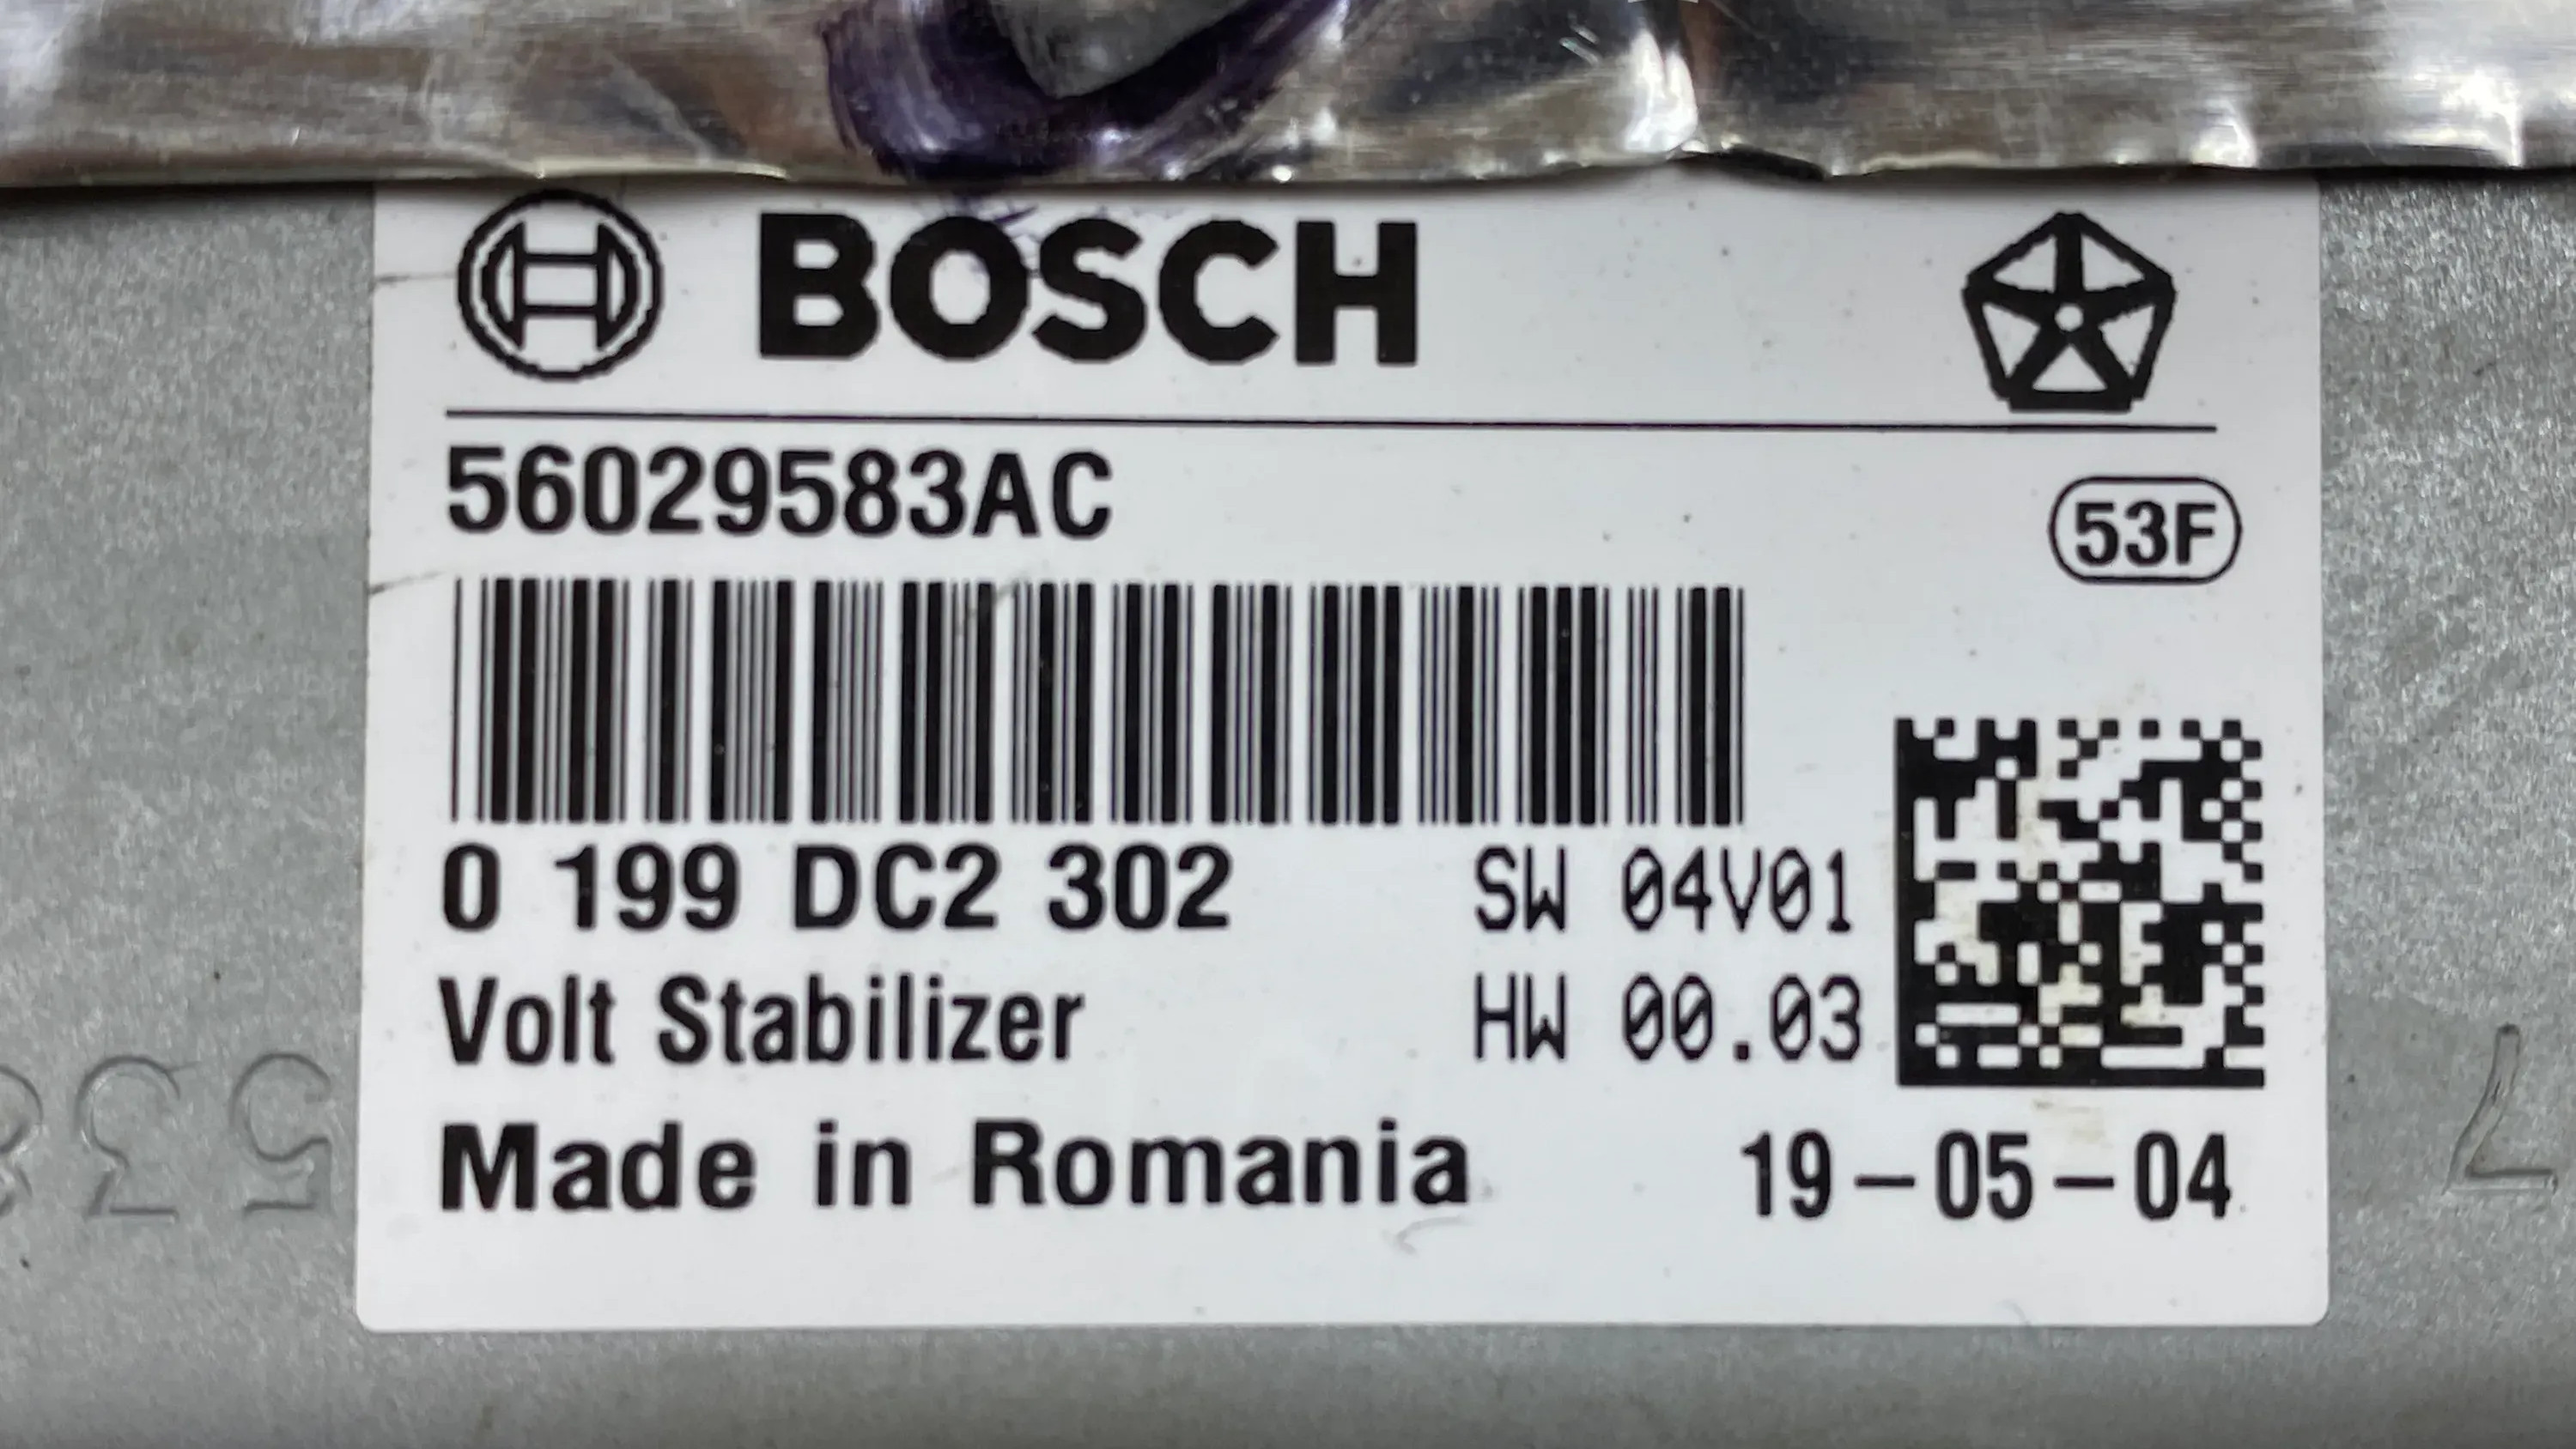 BOSCH
56029583AC
53F
0 199 DC2 302
SW 04V01
Volt Stabilizer
HW 00.03
Made in Romania
19-05-04